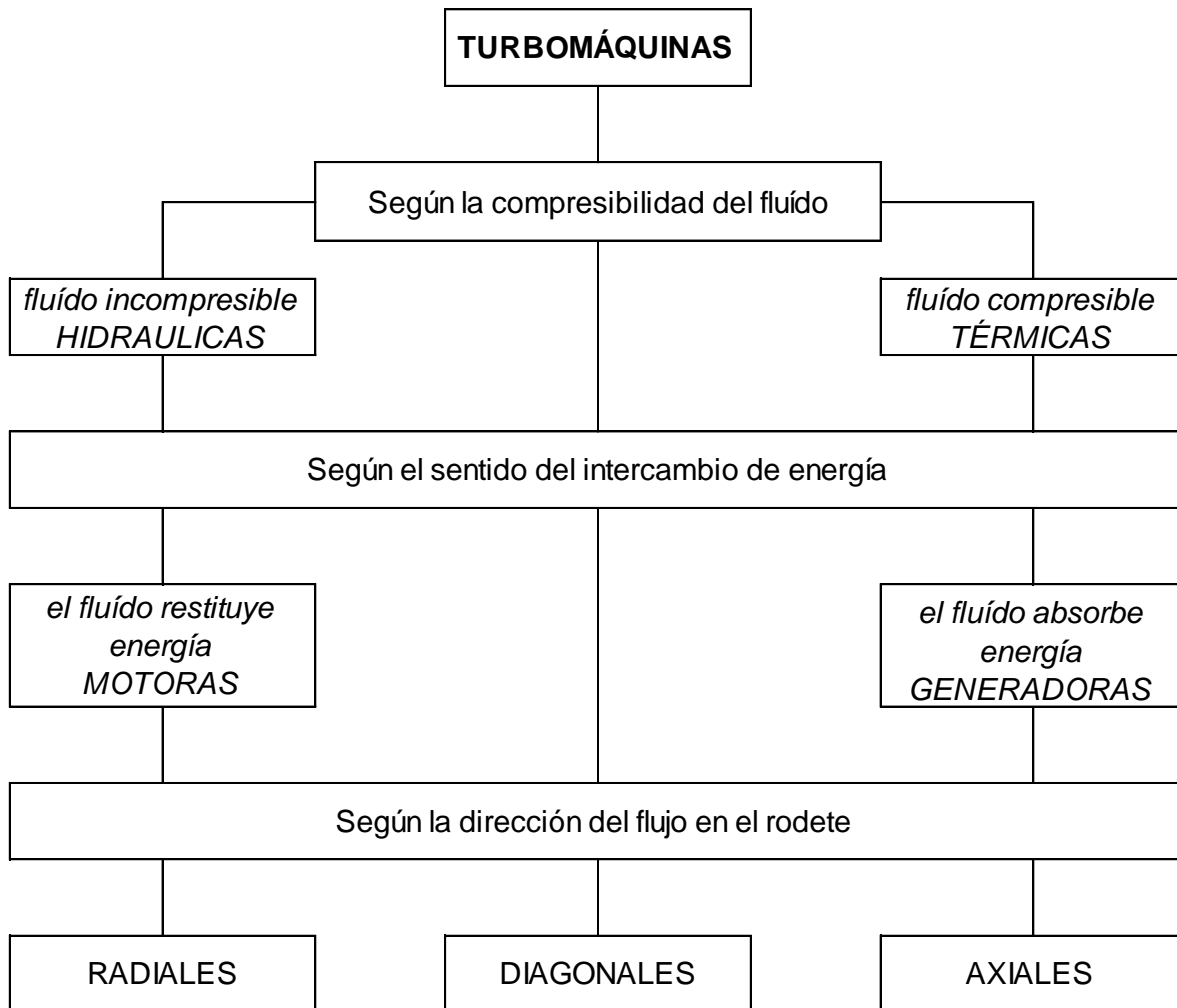 TURBOMÁQUINAS
Según la compresibilidad del fluído
fluído incompresible
HIDRAULICAS
fluído compresible
TÉRMICAS
Según el sentido del intercambio de energía
el fluído restituye
energía
MOTORAS
el fluído absorbe
energía
GENERADORAS
Según la dirección del flujo en el rodete
RADIALES
DIAGONALES
AXIALES